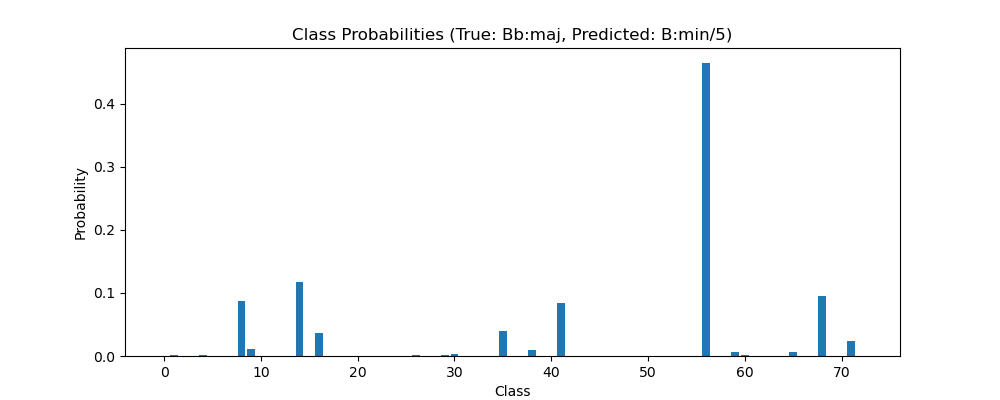 Class Probabilities (True: Bb:maj, Predicted: B:min/5)
0.4
0.3
0.2
0.1
0.0
Probability
0 10 20 30 40 50 60 70
Class